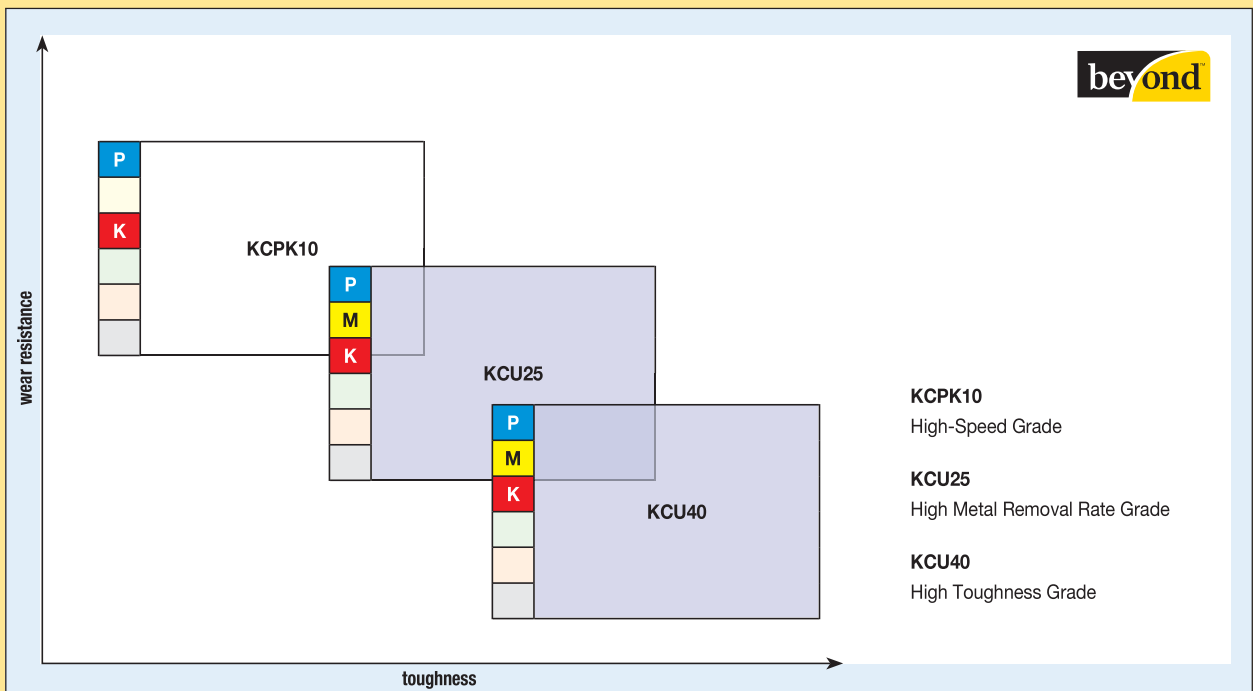 beyond™
P
K
KCPK10
P
M
K
KCU25
P
M
K
KCU40
wear resistance
toughness
KCPK10
High-Speed Grade
KCU25
High Metal Removal Rate Grade
KCU40
High Toughness Grade